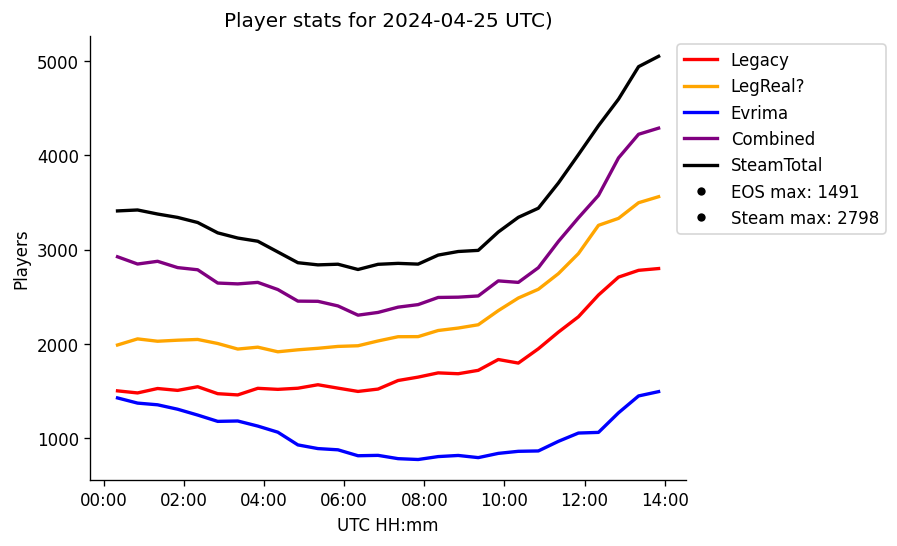 Player stats for 2024-04-25 UTC)
Players
5000
4000
3000
2000
1000
00:00 02:00 04:00 06:00 08:00 10:00 12:00 14:00
UTC HH:mm
Legacy
LegReal?
Evrima
Combined
SteamTotal
EOS max: 1491
Steam max: 2798